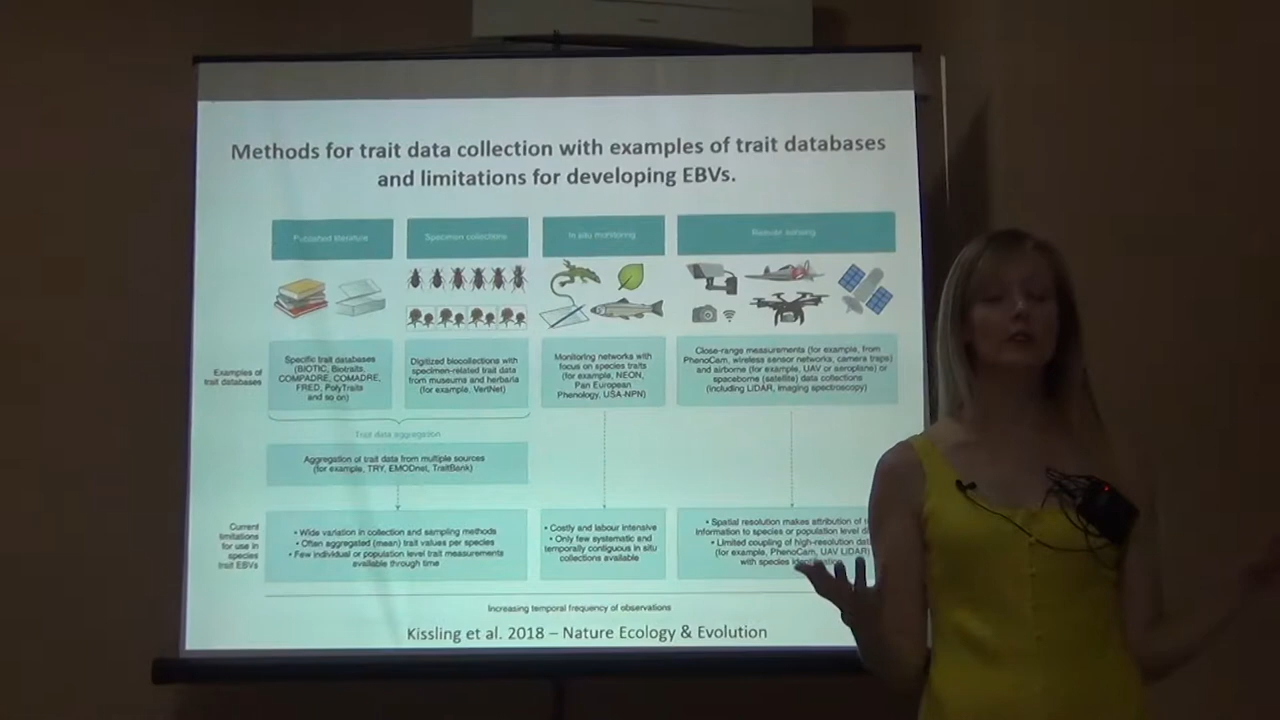 Methods for trait data collection with examples of trait databases
and limitations for developing EBVs.
Published literature
Specimen collections
In situ monitoring
Remote sensing
Examples of
trait databases
Specific trait databases
(BIOTIC, Biotraits,
COMPADRE, COMADRE,
FRED, PolyTraits
and so on)
Digitized biocollections with
specimen-related trait data
from museums and herbaria
(for example, VertNet)
Monitoring networks with
focus on species traits
(for example, NEON,
Pan European
Phenology, USA-NPN)
Close-range measurements (for example, from
PhenoCam, wireless sensor networks, camera traps)
and airborne (for example, UAV or aeroplane) or
spaceborne (satellite) data collections
(including LiDAR, imaging spectroscopy)
Trait data aggregation
Aggregation of trait data from multiple sources
(for example, TRY, EMODnet, TraitBank)
Current
limitations
for use in
species
trait EBVs
• Wide variation in collection and sampling methods
• Often aggregated (mean) trait values per species
• Few individual or population level trait measurements
available through time
• Costly and labour intensive
• Only few systematic and
temporally contiguous in situ
collections available
• Spatial resolution makes attribution of
information to species or population level
• Limited coupling of high-resolution
(for example, PhenoCam, UAV LiDAR)
with species
Increasing temporal frequency of observations
Kissling et al. 2018 – Nature Ecology & Evolution